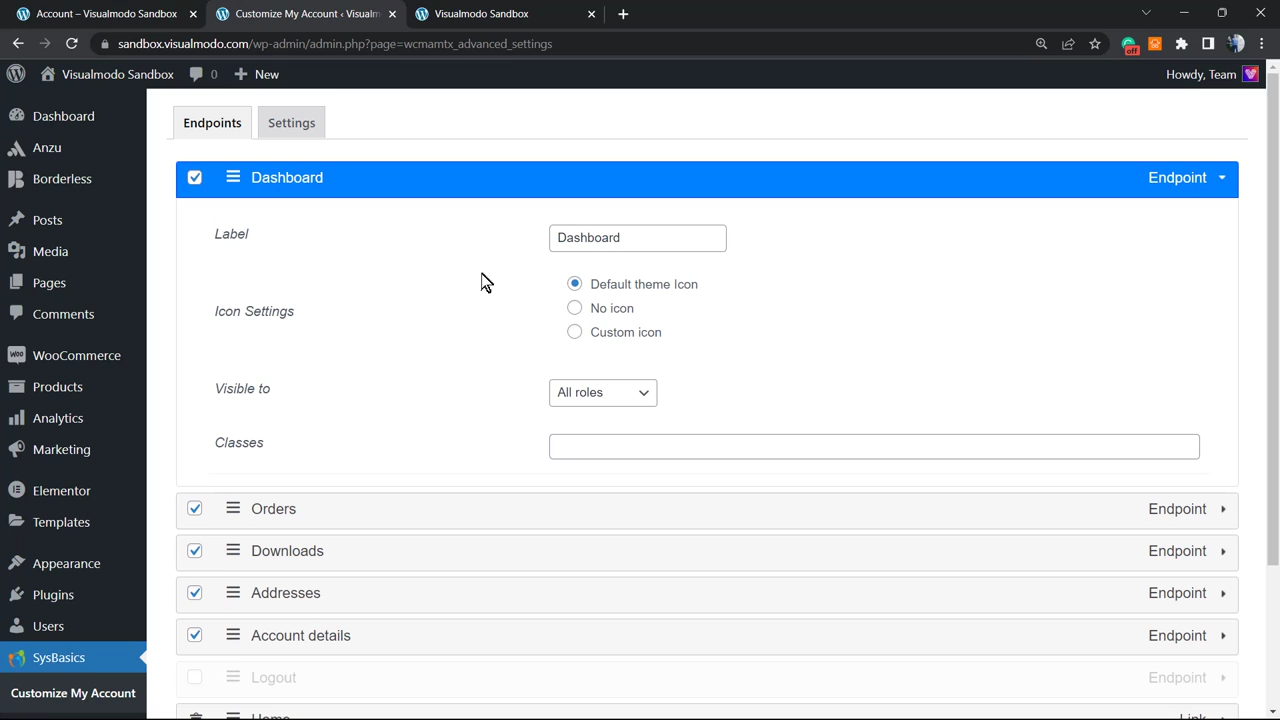 Account – Visualmodo Sandbox
Customize My Account ‹ Visualm
Visualmodo Sandbox
sandbox.visualmodo.com/wp-admin/admin.php?page=wcmamtx_advanced_settings
off
Visualmodo Sandbox
0
New
Howdy, Team
Dashboard
Anzu
Borderless
Posts
Media
Pages
Comments
WooCommerce
Products
Analytics
Marketing
Elementor
Templates
Appearance
Plugins
Users
SysBasics
Customize My Account
Endpoints
Settings
Dashboard
Endpoint
Label
Dashboard
Icon Settings
Default theme Icon
No icon
Custom icon
Visible to
All roles
Classes
Orders
Endpoint
Downloads
Endpoint
Addresses
Endpoint
Account details
Endpoint
Logout
Endpoint
Home
Link